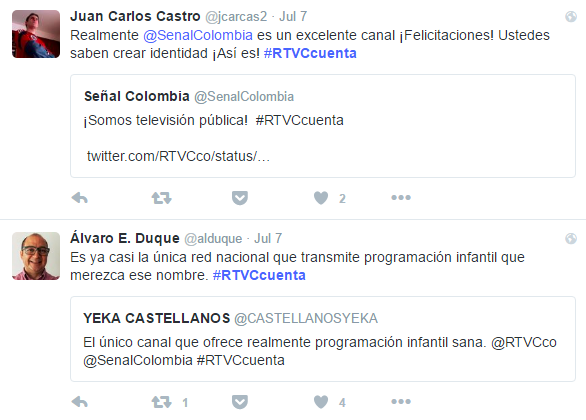 Juan Carlos Castro @jcarcas2 · Jul 7
Realmente @SenalColombia es un excelente canal ¡Felicitaciones! Ustedes
saben crear identidad ¡Así es! #RTVCcuenta
Señal Colombia @SenalColombia
¡Somos televisión pública! #RTVCcuenta
twitter.com/RTVCco/status/…
2
Álvaro E. Duque @alduque · Jul 7
Es ya casi la única red nacional que transmite programación infantil que
merezca ese nombre. #RTVCcuenta
YEKA CASTELLANOS @CASTELLANOSYEKA
El único canal que ofrece realmente programación infantil sana. @RTVCco
@SenalColombia #RTVCcuenta
1 4